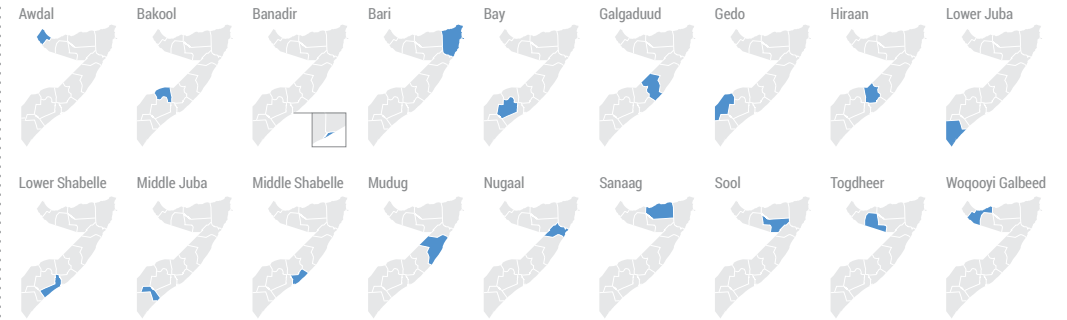 Awdal
Bakool
Banadir
Bari
Bay
Galgaduud
Gedo
Hiraan
Lower Juba
Lower Shabelle
Middle Juba
Middle Shabelle
Mudug
Nugaal
Sanaag
Sool
Togdheer
Woqooyi Galbeed